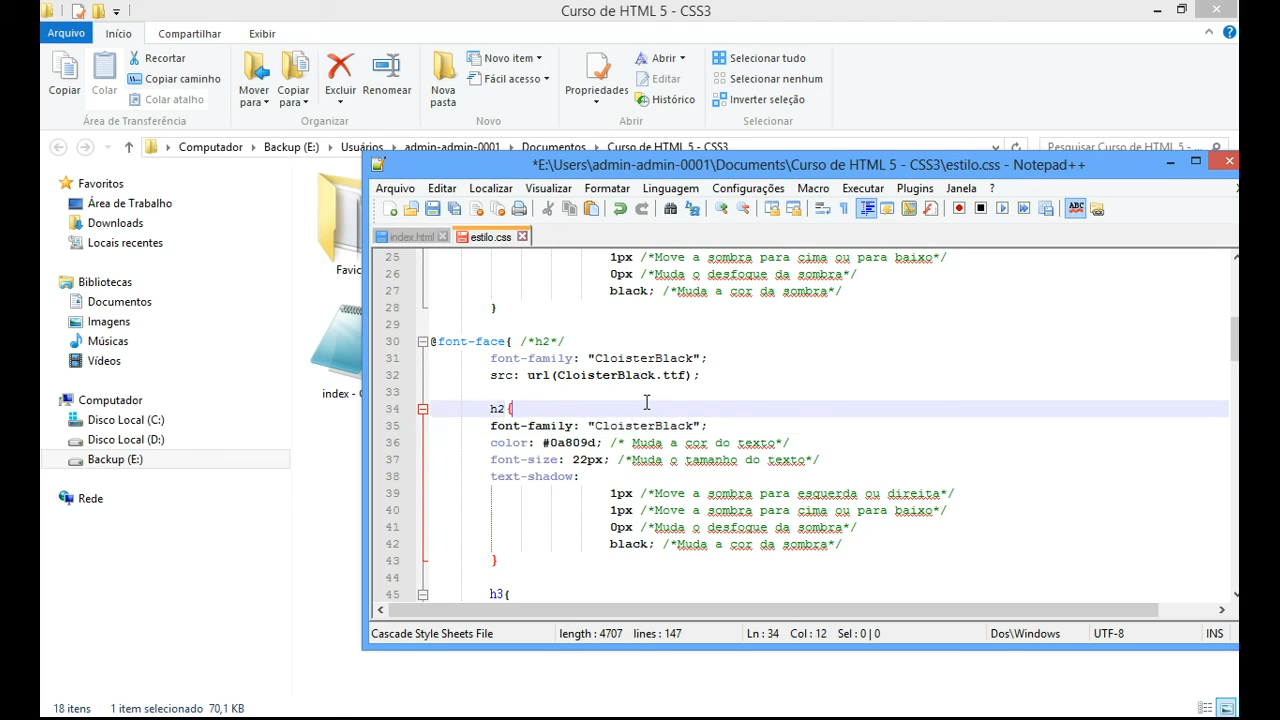 Curso de HTML 5 - CSS3
Arquivo Início Compartilhar Exibir
Copiar Colar Recortar Copiar caminho Colar atalho
Área de Transferência
Mover para Copiar para Excluir Renomear
Organizar
Nova pasta Novo item Fácil acesso
Novo
Propriedades Abrir Editar Histórico
Abrir
Selecionar tudo Selecionar nenhum Inverter seleção
Selecionar
Computador Backup (E:) Usuários admin-admin-0001 Documentos Curso de HTML 5 - CSS3
Pesquisar Curso de HTML 5 - ...
Favoritos
Área de Trabalho
Downloads
Locais recentes
Bibliotecas
Documentos
Imagens
Músicas
Vídeos
Computador
Disco Local (C:)
Disco Local (D:)
Backup (E:)
Rede
Favic
index - C
*E:\Users\admin-admin-0001\Documents\Curso de HTML 5 - CSS3\estilo.css - Notepad++
Arquivo Editar Localizar Visualizar Formatar Linguagem Configurações Macro Executar Plugins Janela ?
ABC
index.html estilo.css
25 1px /*Move a sombra para cima ou para baixo*/
26 0px /*Muda o desfoque da sombra*/
27 black; /*Muda a cor da sombra*/
28 }
29
30 @font-face{ /*h2*/
31 font-family: "CloisterBlack";
32 src: url(CloisterBlack.ttf);
33
34 h2{
35 font-family: "CloisterBlack";
36 color: #0a809d; /* Muda a cor do texto*/
37 font-size: 22px; /*Muda o tamanho do texto*/
38 text-shadow:
39 1px /*Move a sombra para esquerda ou direita*/
40 1px /*Move a sombra para cima ou para baixo*/
41 0px /*Muda o desfoque da sombra*/
42 black; /*Muda a cor da sombra*/
43 }
44
45 h3{
Cascade Style Sheets File length : 4707 lines : 147 Ln : 34 Col : 12 Sel : 0 | 0 Dos\Windows UTF-8 INS
18 itens 1 item selecionado 70,1 KB